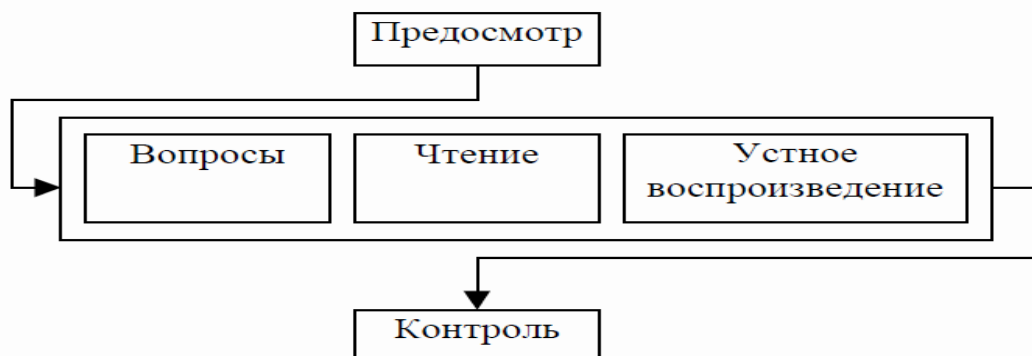 Предосмотр
Вопросы
Чтение
Устное
воспроизведение
Контроль